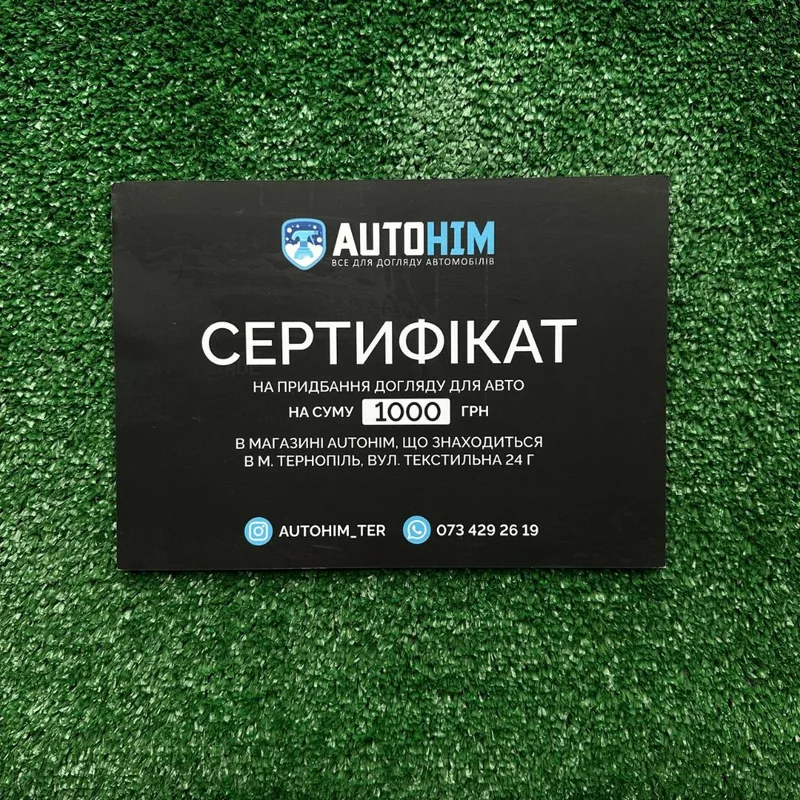 AUTOHIM
ВСЕ ДЛЯ ДОГЛЯДУ АВТОМОБІЛІВ
СЕРТИФІКАТ
НА ПРИДБАННЯ ДОГЛЯДУ ДЛЯ АВТО
НА СУМУ 1000 ГРН
В МАГАЗИНІ AUTOHIM, ЩО ЗНАХОДИТЬСЯ
В М. ТЕРНОПІЛЬ, ВУЛ. ТЕКСТИЛЬНА 24 Г
AUTOHIM_TER 073 429 26 19